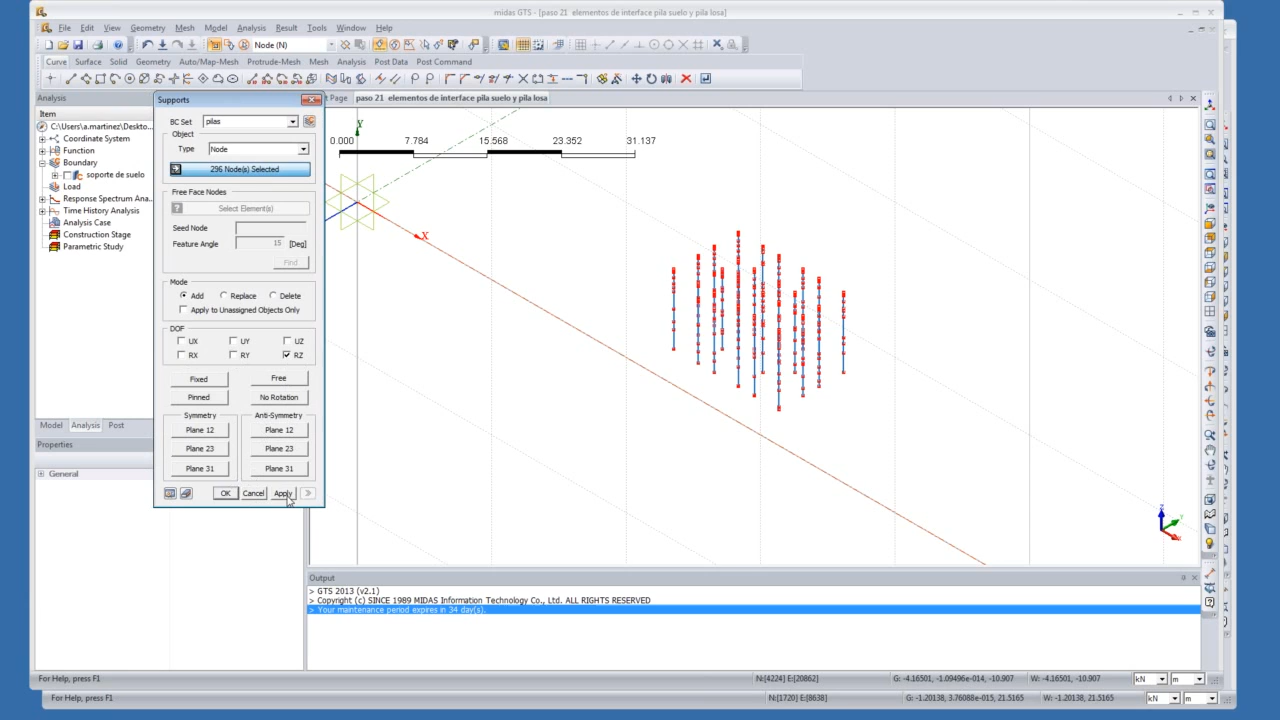 midas GTS - [paso 21 elementos de interface pila suelo y pila losa]
File Edit View Geometry Mesh Model Analysis Result Tools Window Help
Node (N)
Curve Surface Solid Geometry Auto/Map-Mesh Protrude-Mesh Mesh Analysis Post Data Post Command
Analysis
Item
C:\Users\a.martinez\Deskto...
Coordinate System
Function
Boundary
soporte de suelo
Load
Response Spectrum Ana...
Time History Analysis
Analysis Case
Construction Stage
Parametric Study
Model Analysis Post
Properties
General
Supports
BC Set pilas
Object
Type Node
296 Node(s) Selected
Free Face Nodes
? Select Element(s)
Seed Node
Feature Angle 15 [Deg]
Find
Mode
Add Replace Delete
Apply to Unassigned Objects Only
DOF
UX UY UZ
RX RY RZ
Fixed Free
Pinned No Rotation
Symmetry Anti-Symmetry
Plane 12 Plane 12
Plane 23 Plane 23
Plane 31 Plane 31
OK Cancel Apply
t Page paso 21 elementos de interface pila suelo y pila losa
Y
0.000 7.784 15.568 23.352 31.137
X
Output
> GTS 2013 (v2.1)
> Copyright (c) SINCE 1989 MIDAS Information Technology Co., Ltd. ALL RIGHTS RESERVED
> Your maintenance period expires in 34 day(s).
For Help, press F1 N:[4224] E:[20862] G: -4.16501, -1.09496e-014, -10.907 W: -4.16501, -10.907 kN m
For Help, press F1 N:[1720] E:[8638] G: -1.20138, 3.76088e-015, 21.5165 W: -1.20138, 21.5165 kN m